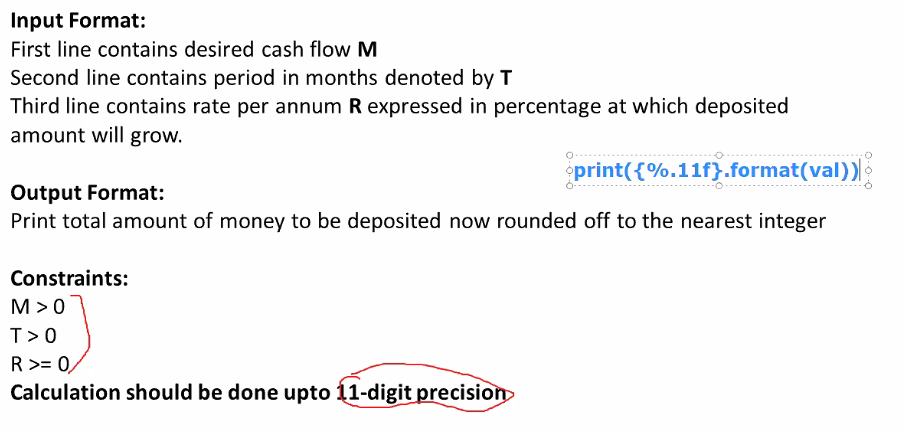 Input Format:
First line contains desired cash flow M
Second line contains period in months denoted by T
Third line contains rate per annum R expressed in percentage at which deposited
amount will grow.
print({%.11f}.format(val))
Output Format:
Print total amount of money to be deposited now rounded off to the nearest integer
Constraints:
M > 0
T > 0
R >= 0
Calculation should be done upto 11-digit precision